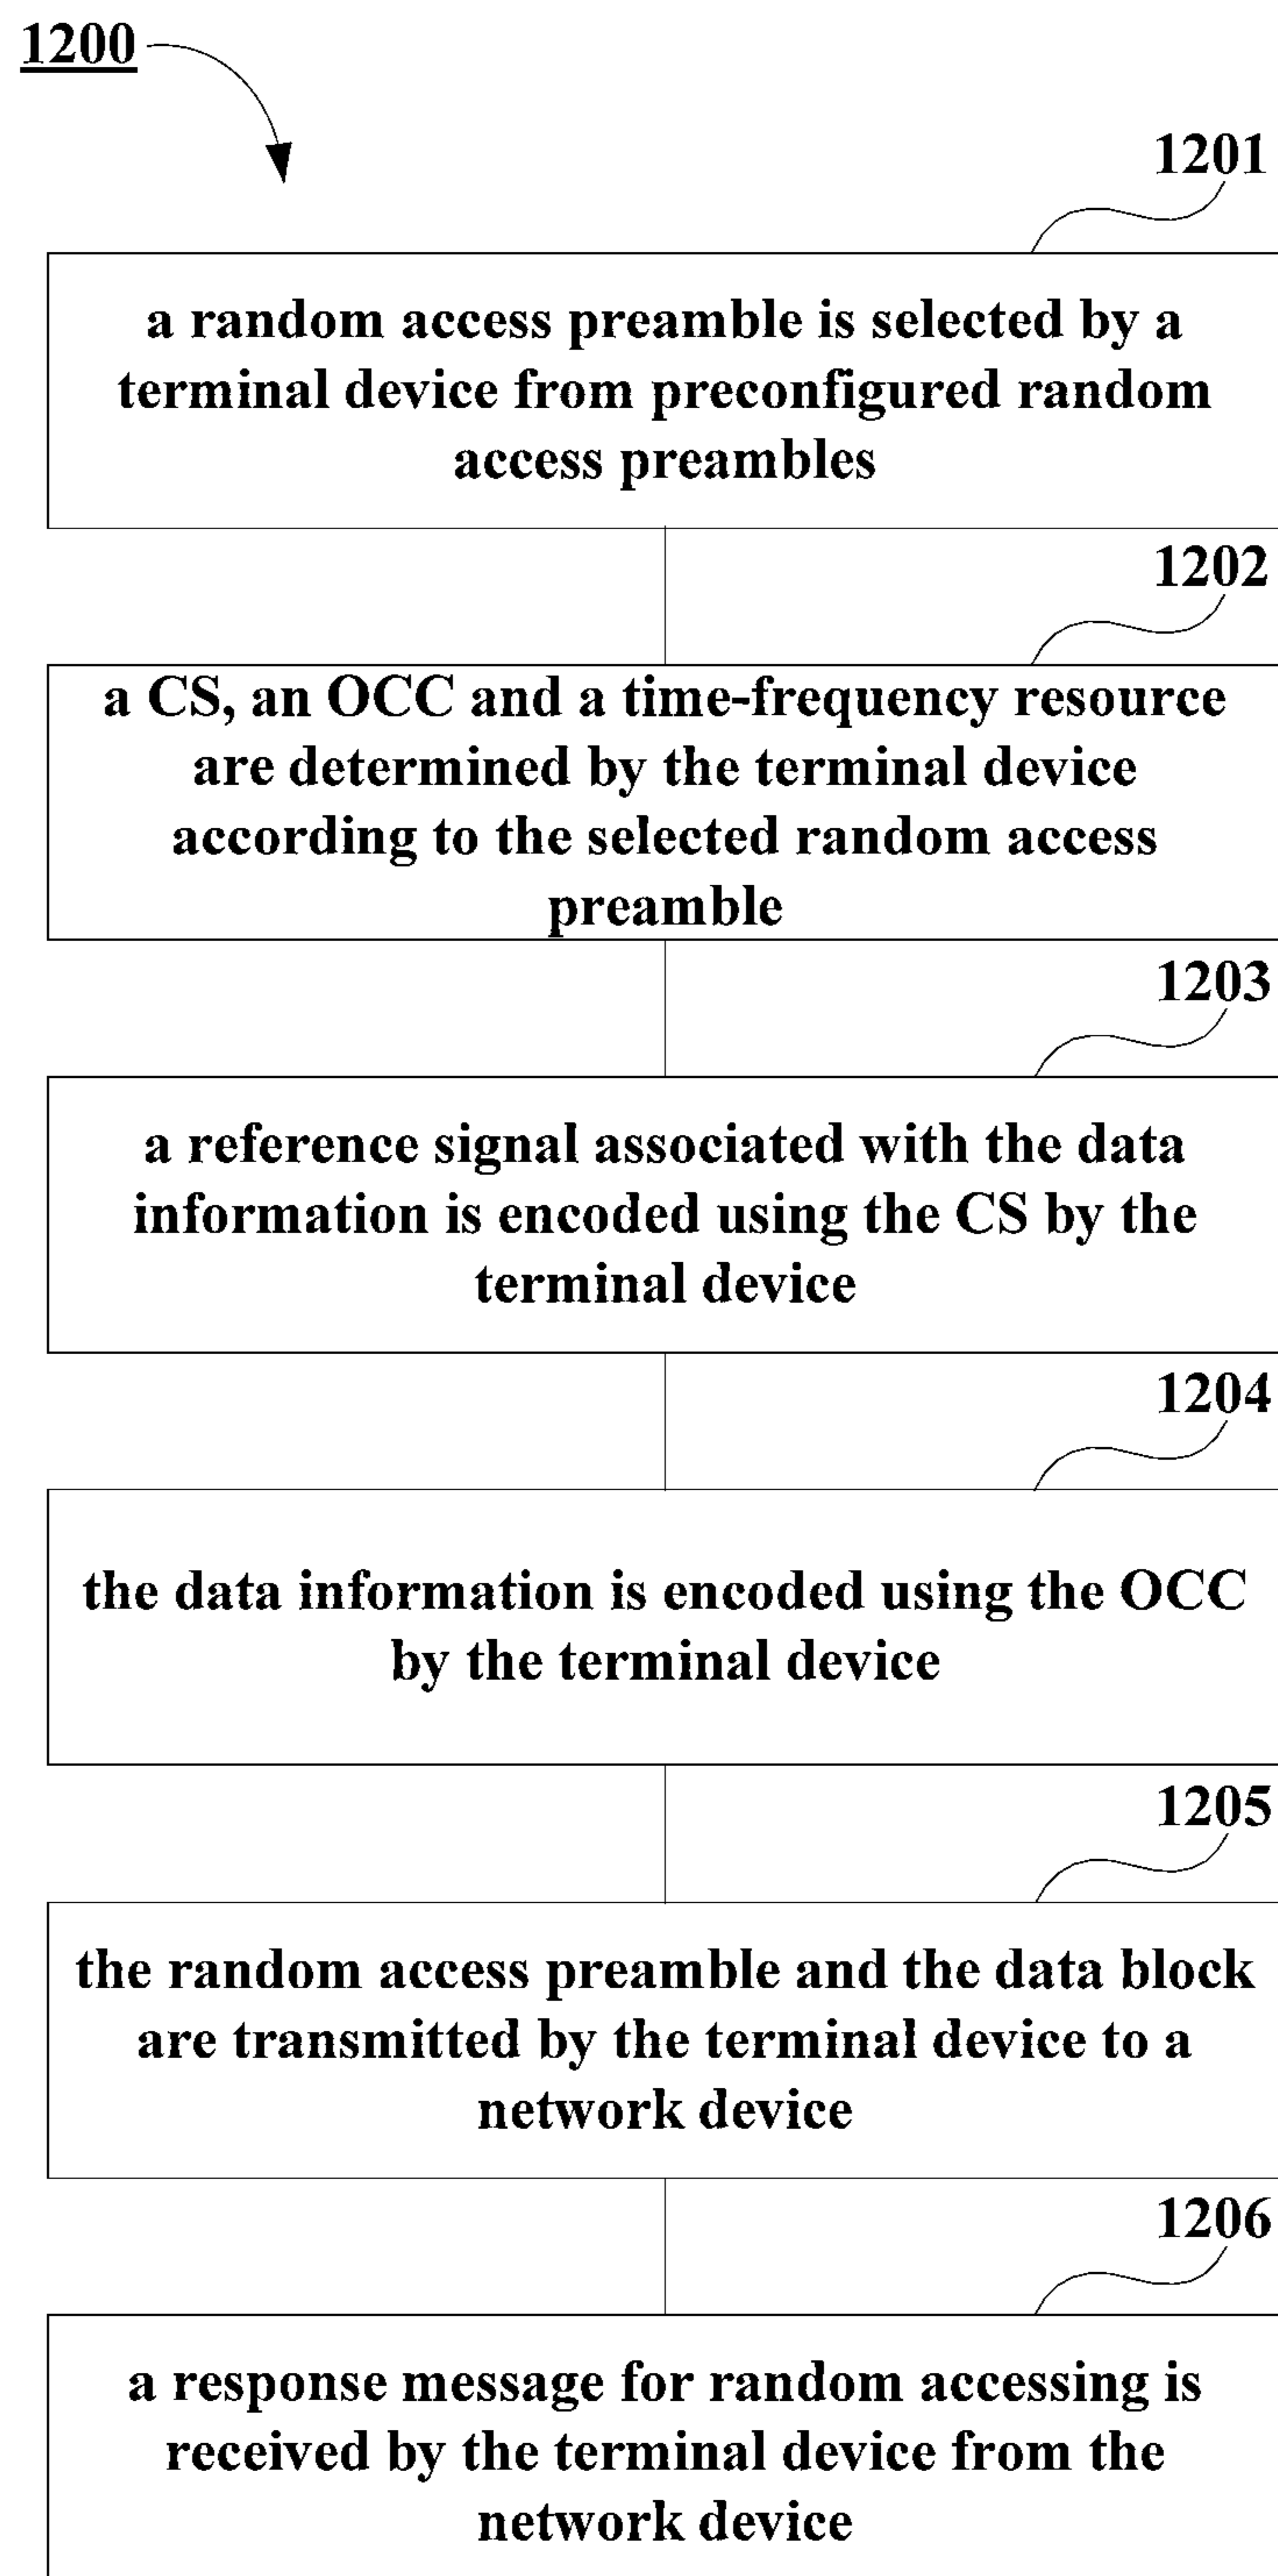 1200
1201
a random access preamble is selected by a
terminal device from preconfigured random
access preambles
1202
a CS, an OCC and a time-frequency resource
are determined by the terminal device
according to the selected random access
preamble
1203
a reference signal associated with the data
information is encoded using the CS by the
terminal device
1204
the data information is encoded using the OCC
by the terminal device
1205
the random access preamble and the data block
are transmitted by the terminal device to a
network device
1206
a response message for random accessing is
received by the terminal device from the
network device